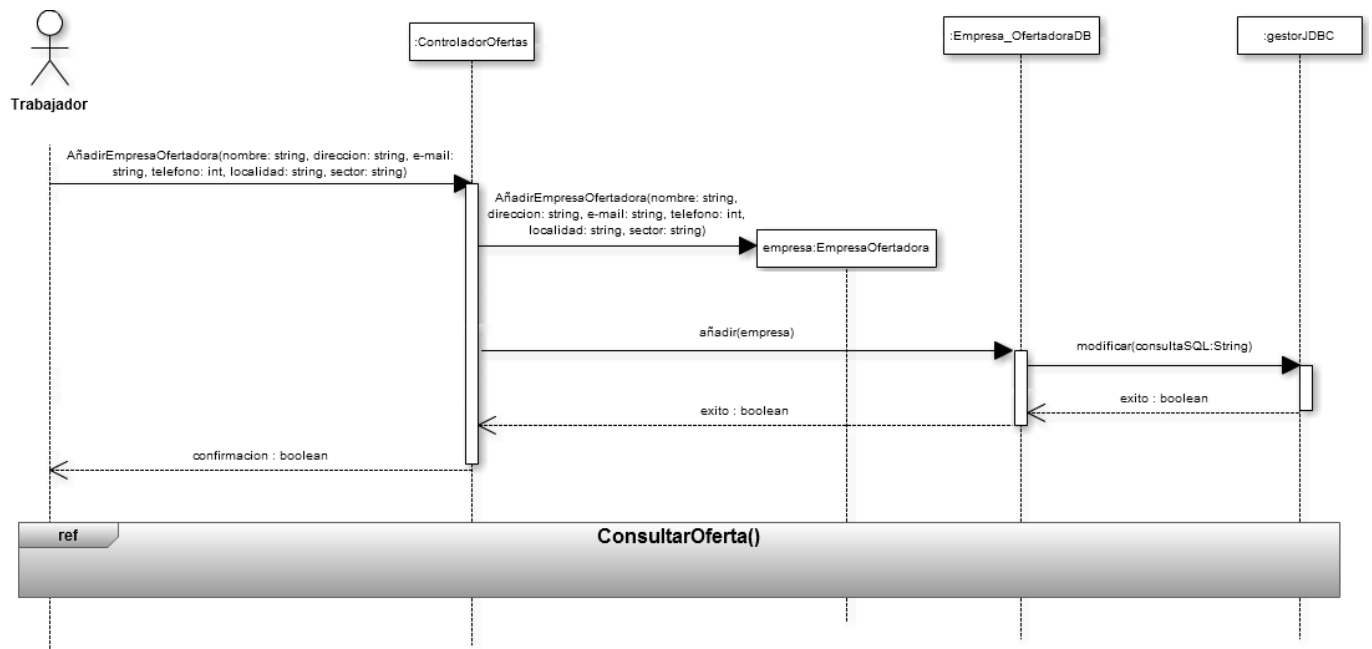 :ControladorOfertas
:Empresa_OfertadoraDB
:gestorJDBC
Trabajador
AñadirEmpresaOfertadora(nombre: string, direccion: string, e-mail:
string, telefono: int, localidad: string, sector: string)
AñadirEmpresaOfertadora(nombre: string,
direccion: string, e-mail: string, telefono: int,
localidad: string, sector: string)
empresa:EmpresaOfertadora
añadir(empresa)
modificar(consultaSQL:String)
exito : boolean
exito : boolean
confirmacion : boolean
ref
ConsultarOferta()